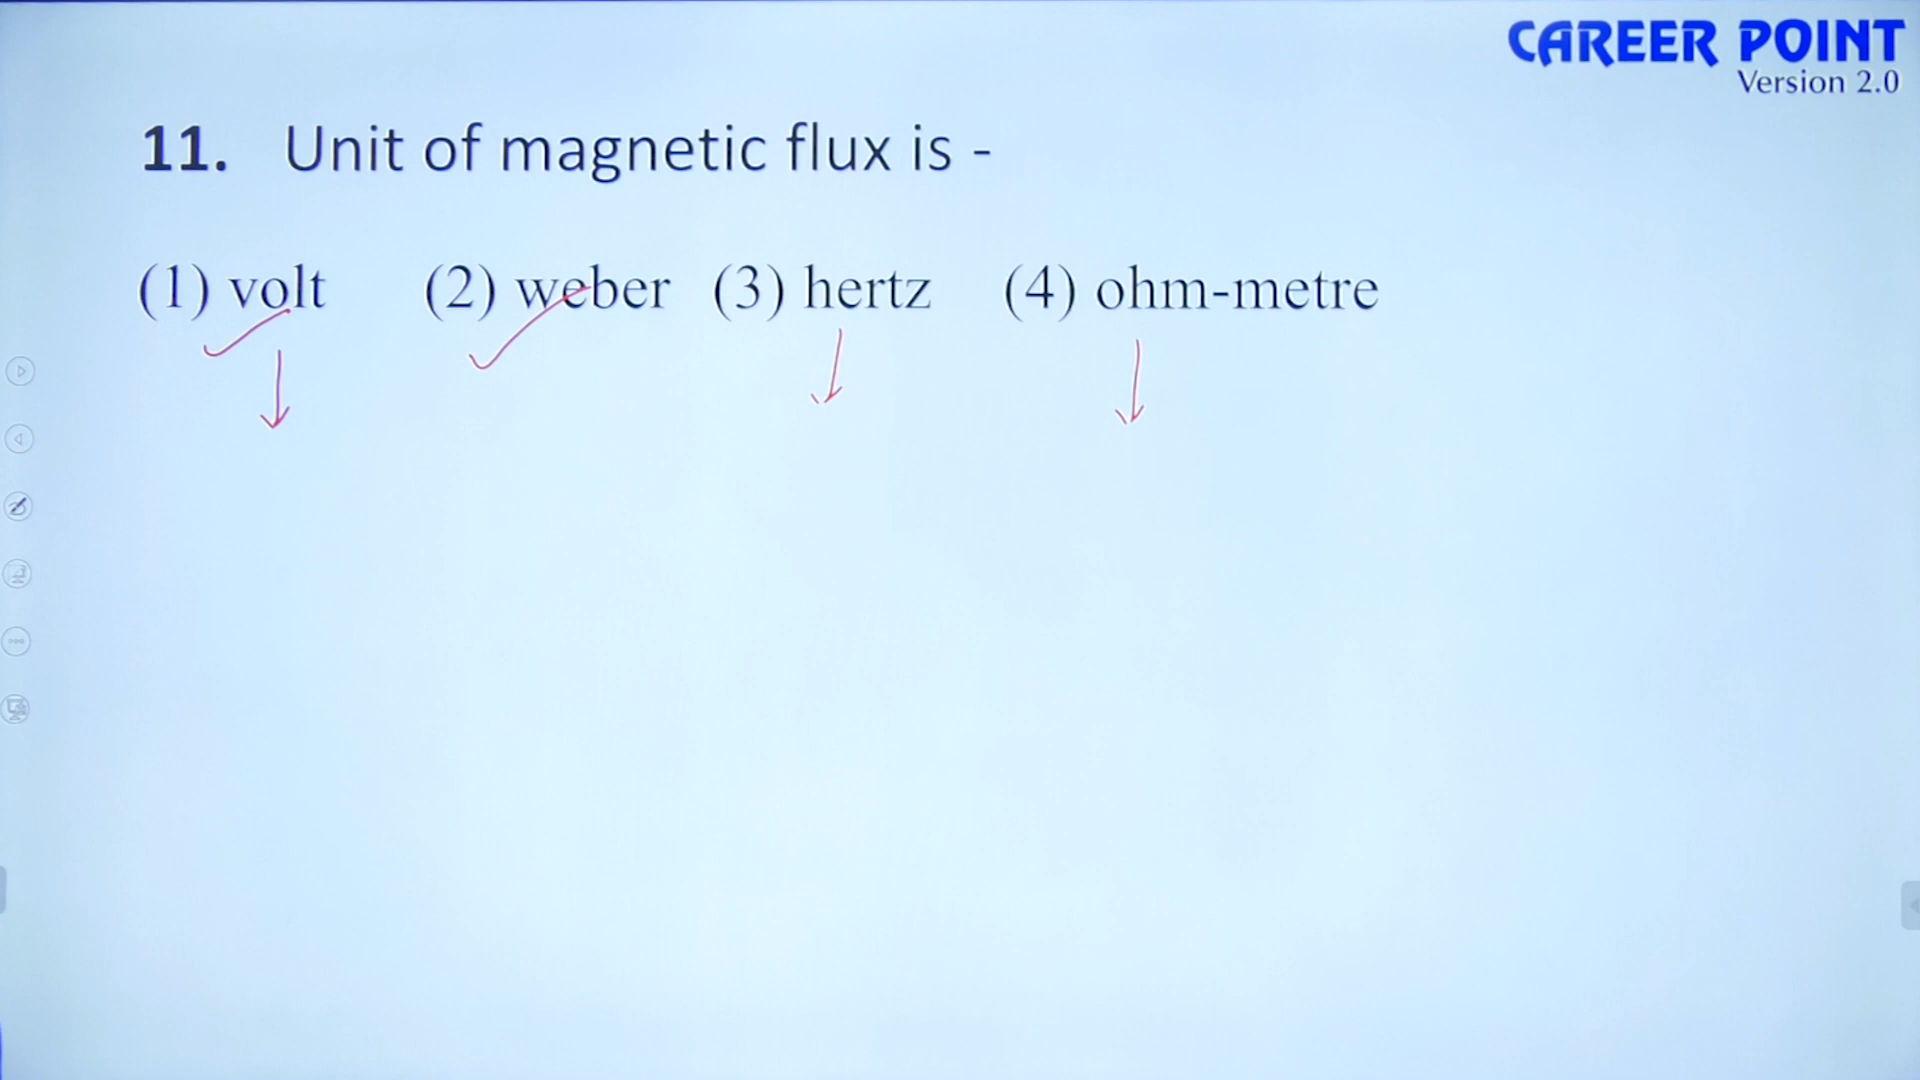 CAREER POINT
Version 2.0
11. Unit of magnetic flux is -
(1) volt (2) weber (3) hertz (4) ohm-metre